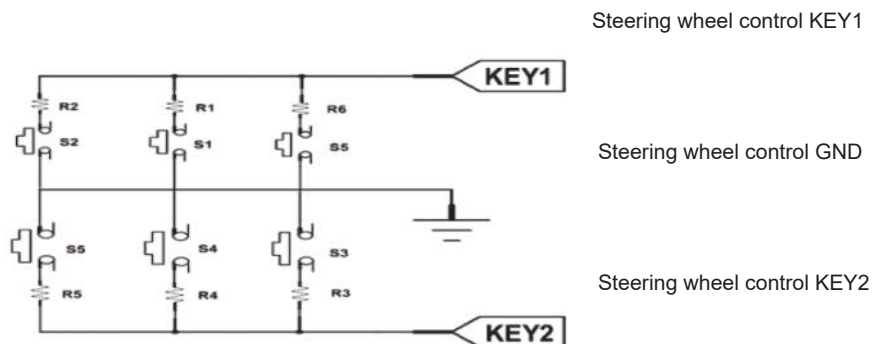 Steering wheel control KEY1
KEY1
R2 R1 R6
S2 S1 S5
Steering wheel control GND
S5 S4 S3
R5 R4 R3
Steering wheel control KEY2
KEY2